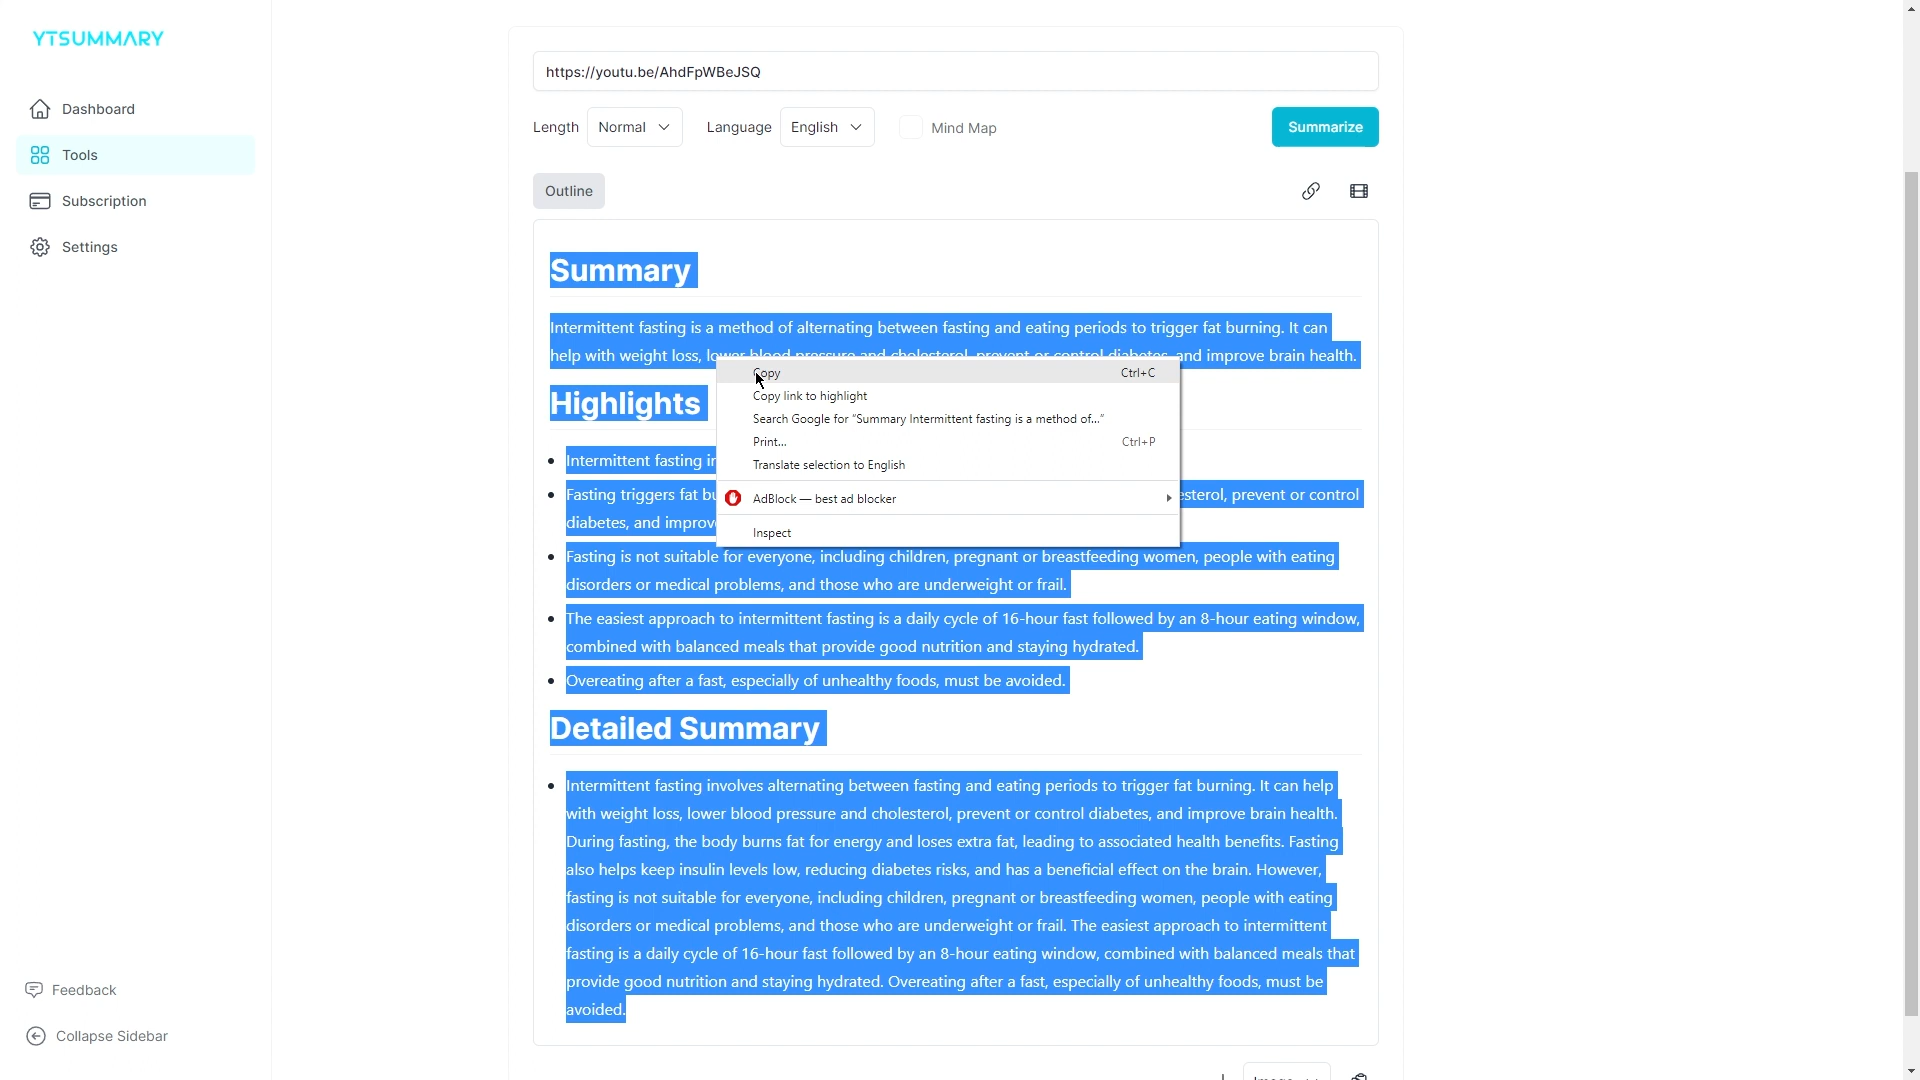 YTSUMMARY
Dashboard
Tools
Subscription
Settings
Feedback
Collapse Sidebar
https://youtu.be/AhdFpWBeJSQ
Length Normal Language English Mind Map Summarize
Outline
Summary
Intermittent fasting is a method of alternating between fasting and eating periods to trigger fat burning. It can
help with weight loss, lower blood pressure and cholesterol, prevent or control diabetes, and improve brain health.
Copy Ctrl+C
Copy link to highlight
Search Google for “Summary Intermittent fasting is a method of...”
Print... Ctrl+P
Translate selection to English
AdBlock — best ad blocker
Inspect
Highlights
Intermittent fasting
Fasting triggers fat prevent or control
diabetes, and
Fasting is not suitable for everyone, including children, pregnant or breastfeeding women, people with eating
disorders or medical problems, and those who are underweight or frail.
The easiest approach to intermittent fasting is a daily cycle of 16-hour fast followed by an 8-hour eating window,
combined with balanced meals that provide good nutrition and staying hydrated.
Overeating after a fast, especially of unhealthy foods, must be avoided.
Detailed Summary
Intermittent fasting involves alternating between fasting and eating periods to trigger fat burning. It can help
with weight loss, lower blood pressure and cholesterol, prevent or control diabetes, and improve brain health.
During fasting, the body burns fat for energy and loses extra fat, leading to associated health benefits. Fasting
also helps keep insulin levels low, reducing diabetes risks, and has a beneficial effect on the brain. However,
fasting is not suitable for everyone, including children, pregnant or breastfeeding women, people with eating
disorders or medical problems, and those who are underweight or frail. The easiest approach to intermittent
fasting is a daily cycle of 16-hour fast followed by an 8-hour eating window, combined with balanced meals that
provide good nutrition and staying hydrated. Overeating after a fast, especially of unhealthy foods, must be
avoided.